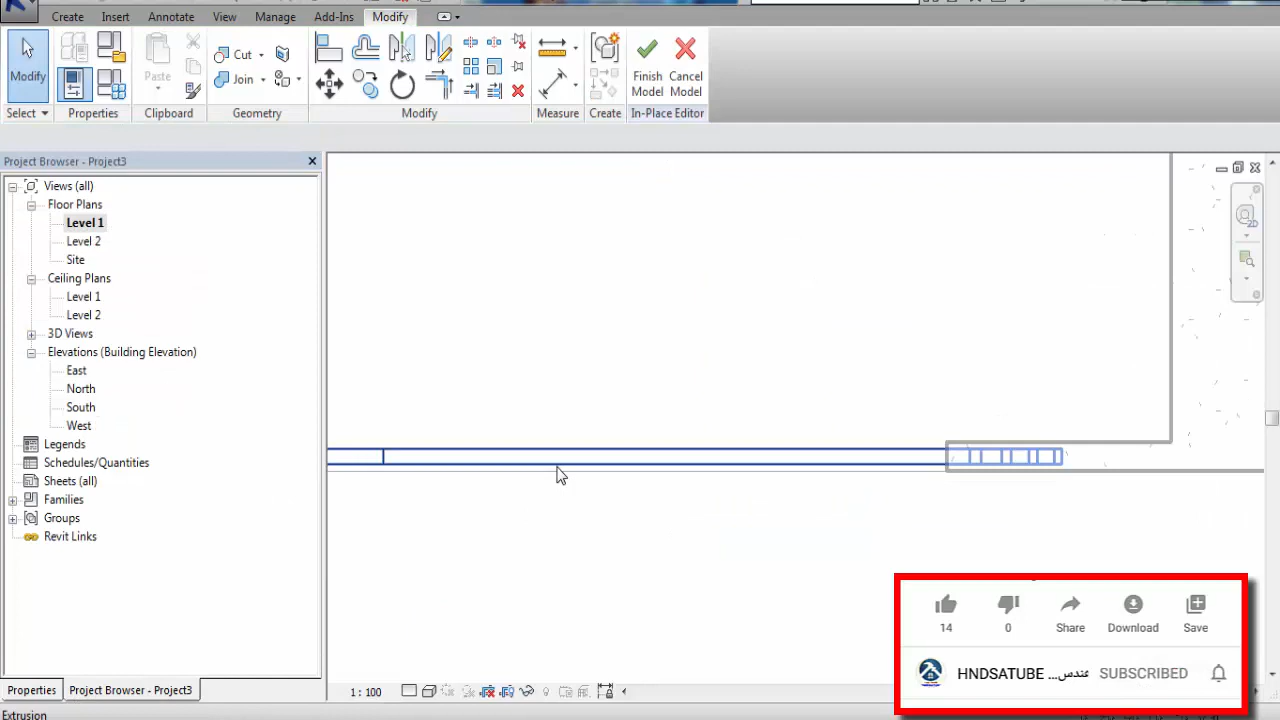 Create Insert Annotate View Manage Add-Ins Modify
Modify Paste Cut Join Finish Model Cancel Model
Select Properties Clipboard Geometry Modify Measure Create In-Place Editor
Project Browser - Project3
Views (all)
Floor Plans
Level 1
Level 2
Site
Ceiling Plans
Level 1
Level 2
3D Views
Elevations (Building Elevation)
East
North
South
West
Legends
Schedules/Quantities
Sheets (all)
Families
Groups
Revit Links
2D
14 0 Share Download Save
HNDSATUBE ...هندس SUBSCRIBED
Properties Project Browser - Project3 1 : 100
Extrusion